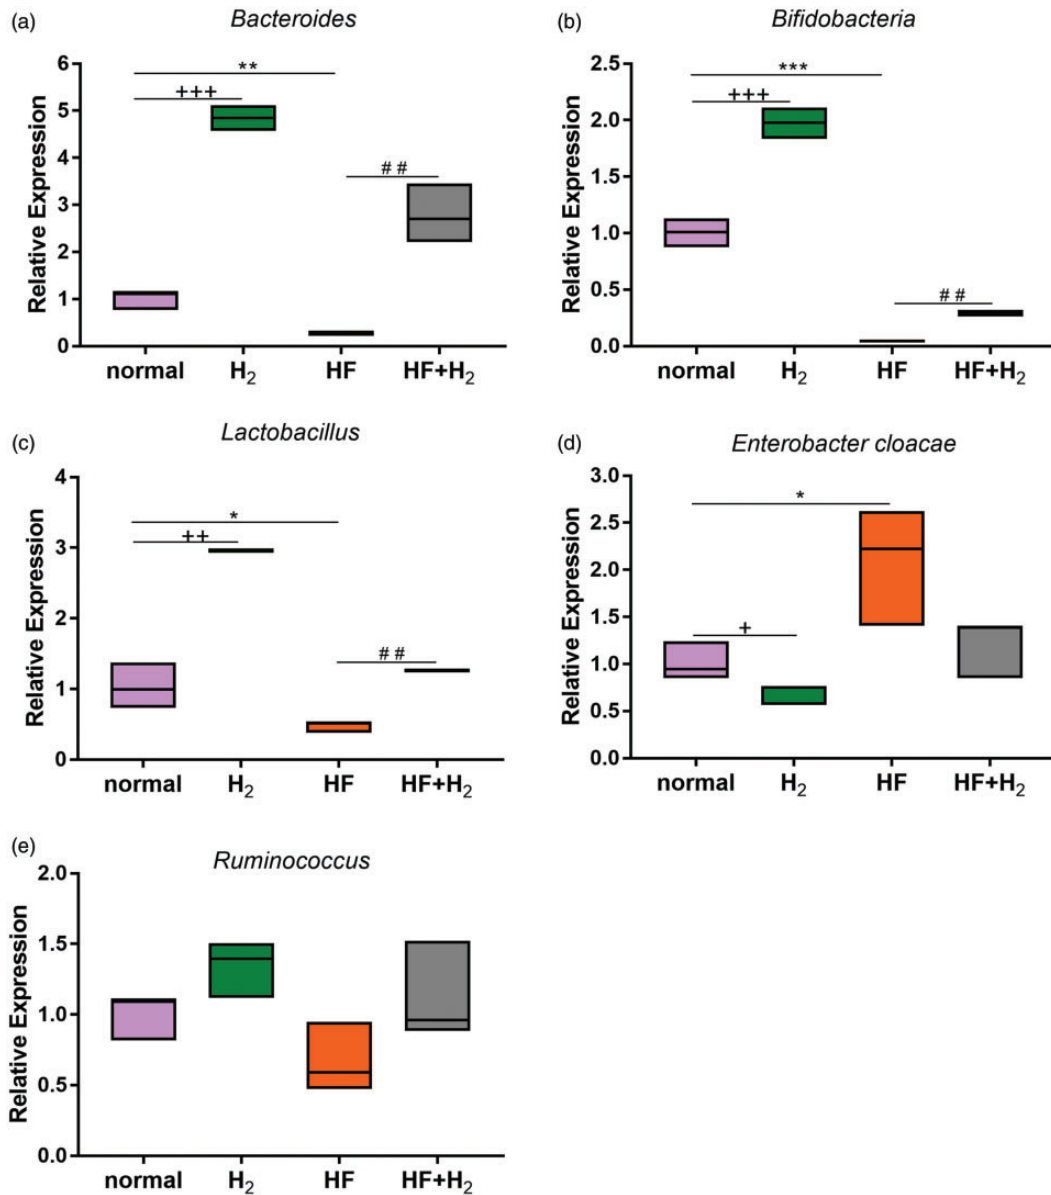 (a)
Bacteroides
Relative Expression
6
5
4
3
2
1
0
**
+++
##
normal H₂ HF HF+H₂
(b)
Bifidobacteria
Relative Expression
2.5
2.0
1.5
1.0
0.5
0.0
***
+++
##
normal H₂ HF HF+H₂
(c)
Lactobacillus
Relative Expression
4
3
2
1
0
*
++
##
normal H₂ HF HF+H₂
(d)
Enterobacter cloacae
Relative Expression
3.0
2.5
2.0
1.5
1.0
0.5
0.0
*
+
normal H₂ HF HF+H₂
(e)
Ruminococcus
Relative Expression
2.0
1.5
1.0
0.5
0.0
normal H₂ HF HF+H₂